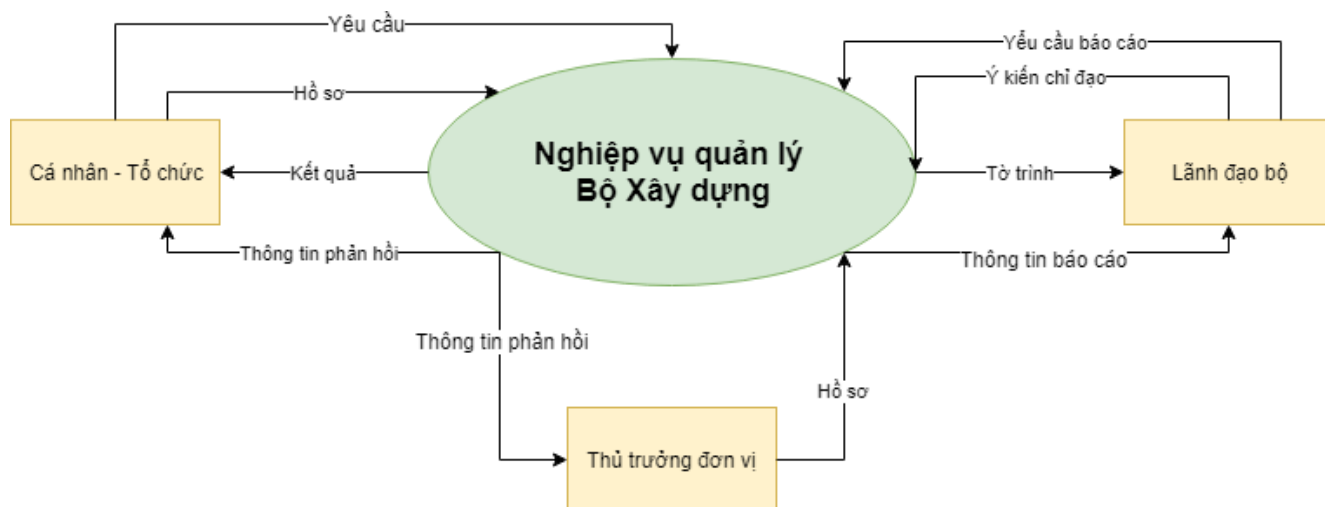 Yêu cầu
Yểu cầu báo cáo
Ý kiến chỉ đạo
Hồ sơ
Cá nhân - Tổ chức
Kết quả
Nghiệp vụ quản lý
Bộ Xây dựng
Tờ trình
Lãnh đạo bộ
Thông tin phản hồi
Thông tin báo cáo
Thông tin phản hồi
Hồ sơ
Thủ trưởng đơn vị